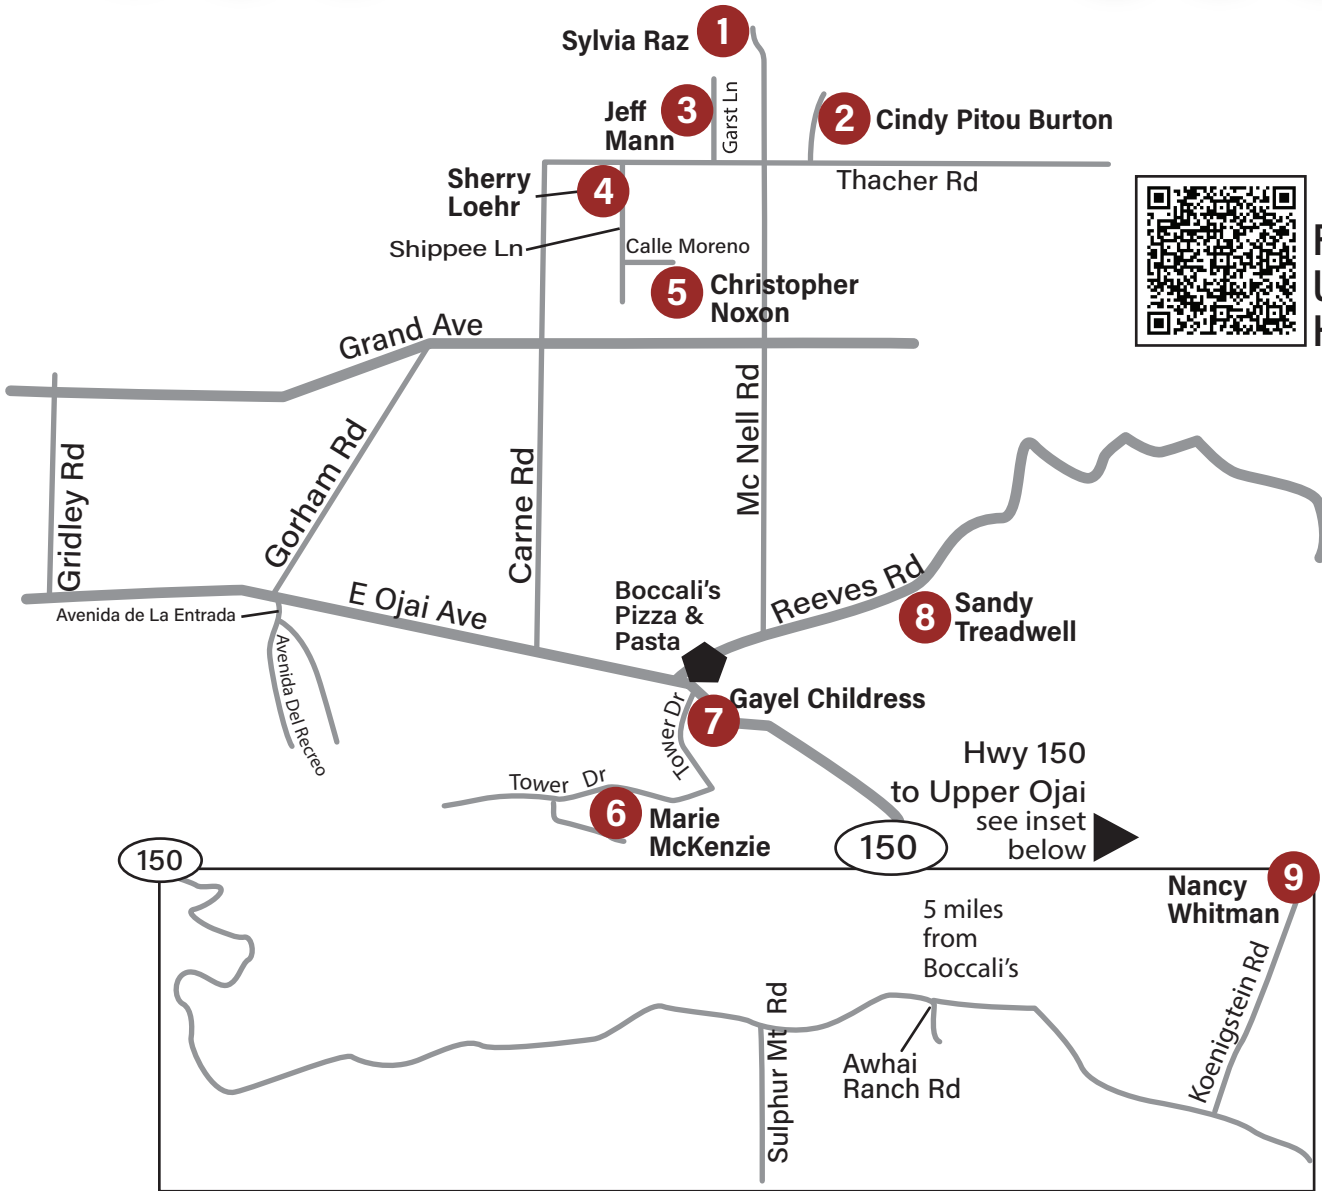 Sylvia Raz 1
Jeff
Mann
3
Garst Ln
2 Cindy Pitou Burton
Thacher Rd
Sherry
Loehr
4
Shippee Ln
Calle Moreno
5 Christopher
Noxon
Grand Ave
Gridley Rd
Gorham Rd
Carne Rd
Mc Nell Rd
E Ojai Ave
Avenida de La Entrada
Avenida Del Recreo
Boccali's
Pizza &
Pasta
Reeves Rd
8 Sandy
Treadwell
7 Gayel Childress
Tower Dr
Tower Dr
6 Marie
McKenzie
Hwy 150
to Upper Ojai
see inset
below
150
150
Nancy
Whitman
9
5 miles
from
Boccali's
Sulphur Mt Rd
Awhai
Ranch Rd
Koenigstein Rd